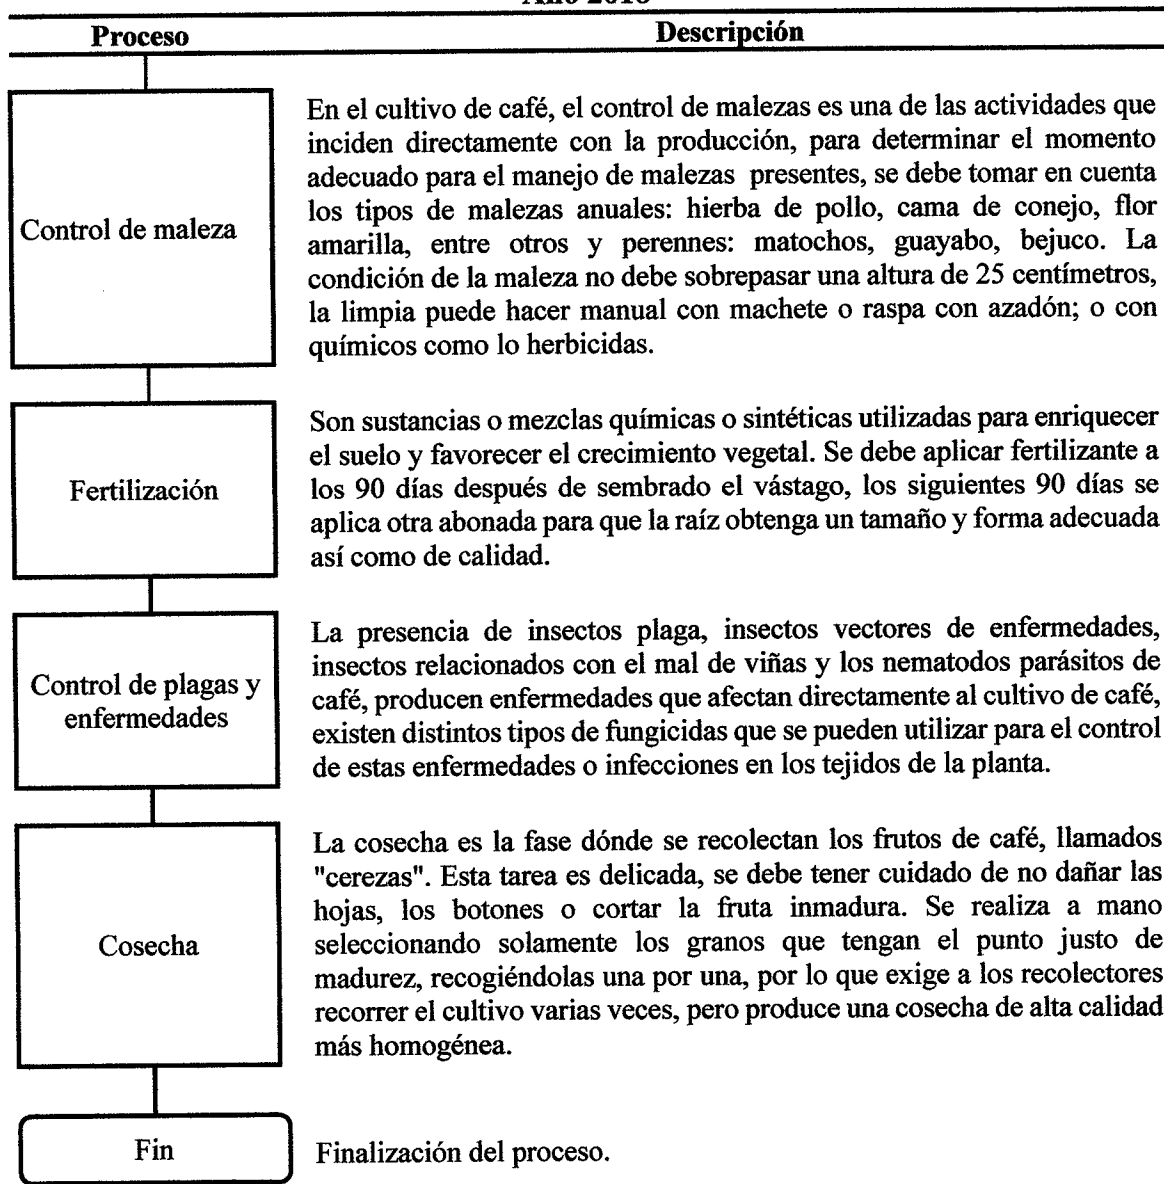 Año 2018
Proceso
Descripción
Control de maleza
En el cultivo de café, el control de malezas es una de las actividades que
inciden directamente con la producción, para determinar el momento
adecuado para el manejo de malezas presentes, se debe tomar en cuenta
los tipos de malezas anuales: hierba de pollo, cama de conejo, flor
amarilla, entre otros y perennes: matochos, guayabo, bejuco. La
condición de la maleza no debe sobrepasar una altura de 25 centímetros,
la limpia puede hacer manual con machete o raspa con azadón; o con
químicos como lo herbicidas.
Fertilización
Son sustancias o mezclas químicas o sintéticas utilizadas para enriquecer
el suelo y favorecer el crecimiento vegetal. Se debe aplicar fertilizante a
los 90 días después de sembrado el vástago, los siguientes 90 días se
aplica otra abonada para que la raíz obtenga un tamaño y forma adecuada
así como de calidad.
Control de plagas y
enfermedades
La presencia de insectos plaga, insectos vectores de enfermedades,
insectos relacionados con el mal de viñas y los nematodos parásitos de
café, producen enfermedades que afectan directamente al cultivo de café,
existen distintos tipos de fungicidas que se pueden utilizar para el control
de estas enfermedades o infecciones en los tejidos de la planta.
Cosecha
La cosecha es la fase dónde se recolectan los frutos de café, llamados
"cerezas". Esta tarea es delicada, se debe tener cuidado de no dañar las
hojas, los botones o cortar la fruta inmadura. Se realiza a mano
seleccionando solamente los granos que tengan el punto justo de
madurez, recogiéndolas una por una, por lo que exige a los recolectores
recorrer el cultivo varias veces, pero produce una cosecha de alta calidad
más homogénea.
Fin
Finalización del proceso.